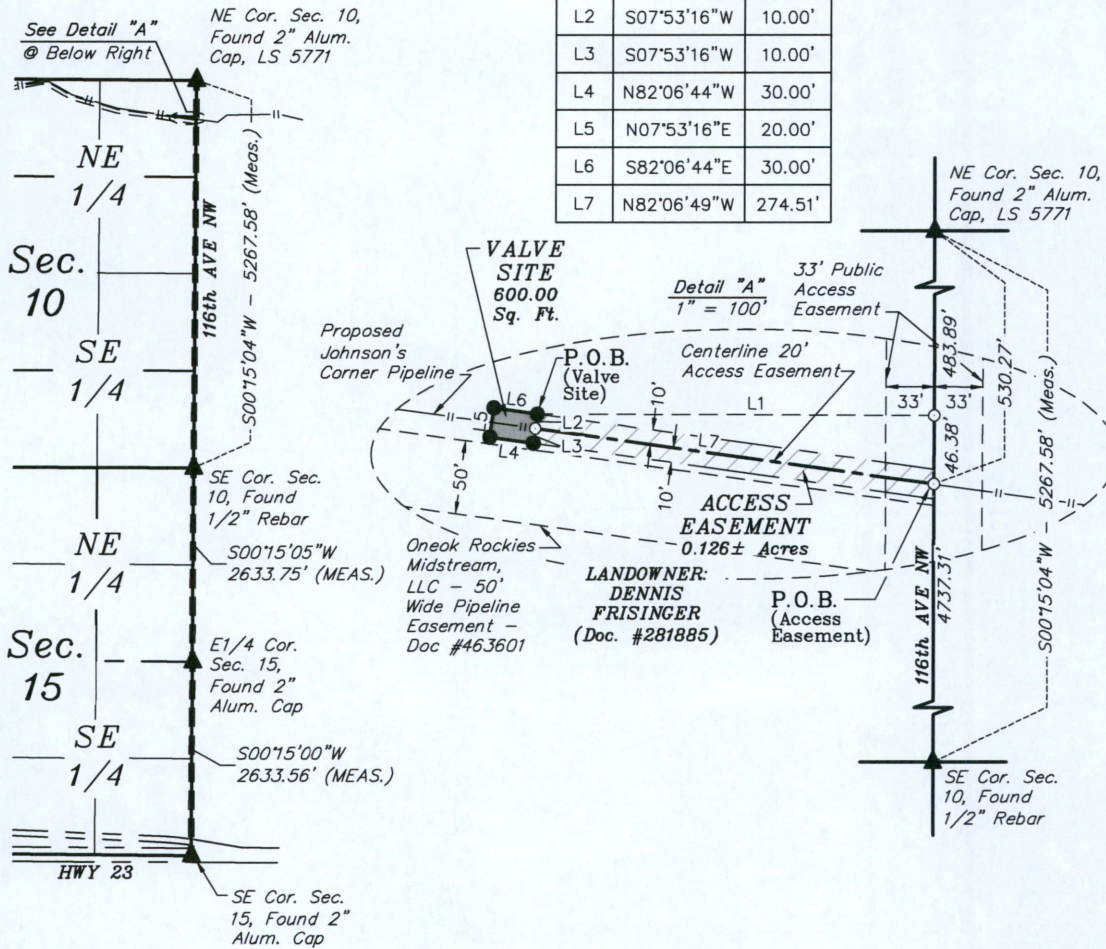 See Detail "A"
@ Below Right
NE Cor. Sec. 10,
Found 2" Alum.
Cap, LS 5771
NE
1/4
Sec.
10
SE
1/4
116th AVE NW
S00°15'04"W - 5267.58' (Meas.)
SE Cor. Sec.
10, Found
1/2" Rebar
NE
1/4
S00°15'05"W
2633.75' (MEAS.)
Sec.
15
E1/4 Cor.
Sec. 15,
Found 2"
Alum. Cap
SE
1/4
S00°15'00"W
2633.56' (MEAS.)
HWY 23
SE Cor. Sec.
15, Found 2"
Alum. Cap
L2 S07°53'16"W 10.00'
L3 S07°53'16"W 10.00'
L4 N82°06'44"W 30.00'
L5 N07°53'16"E 20.00'
L6 S82°06'44"E 30.00'
L7 N82°06'49"W 274.51'
NE Cor. Sec. 10,
Found 2" Alum.
Cap, LS 5771
VALVE
SITE
600.00
Sq. Ft.
Detail "A"
1" = 100'
33' Public
Access
Easement
Proposed
Johnson's
Corner Pipeline
P.O.B.
(Valve
Site)
Centerline 20'
Access Easement
483.89'
530.27'
33' 33'
L6
L1
L5
L2
L4
L3
10'
L7
10'
46.38'
50'
ACCESS
EASEMENT
0.126± Acres
Oneok Rockies
Midstream,
LLC - 50'
Wide Pipeline
Easement -
Doc #463601
LANDOWNER:
DENNIS
FRISINGER
(Doc. #281885)
P.O.B.
(Access
Easement)
116th AVE NW
4737.31'
S00°15'04"W - 5267.58' (Meas.)
SE Cor. Sec.
10, Found
1/2" Rebar